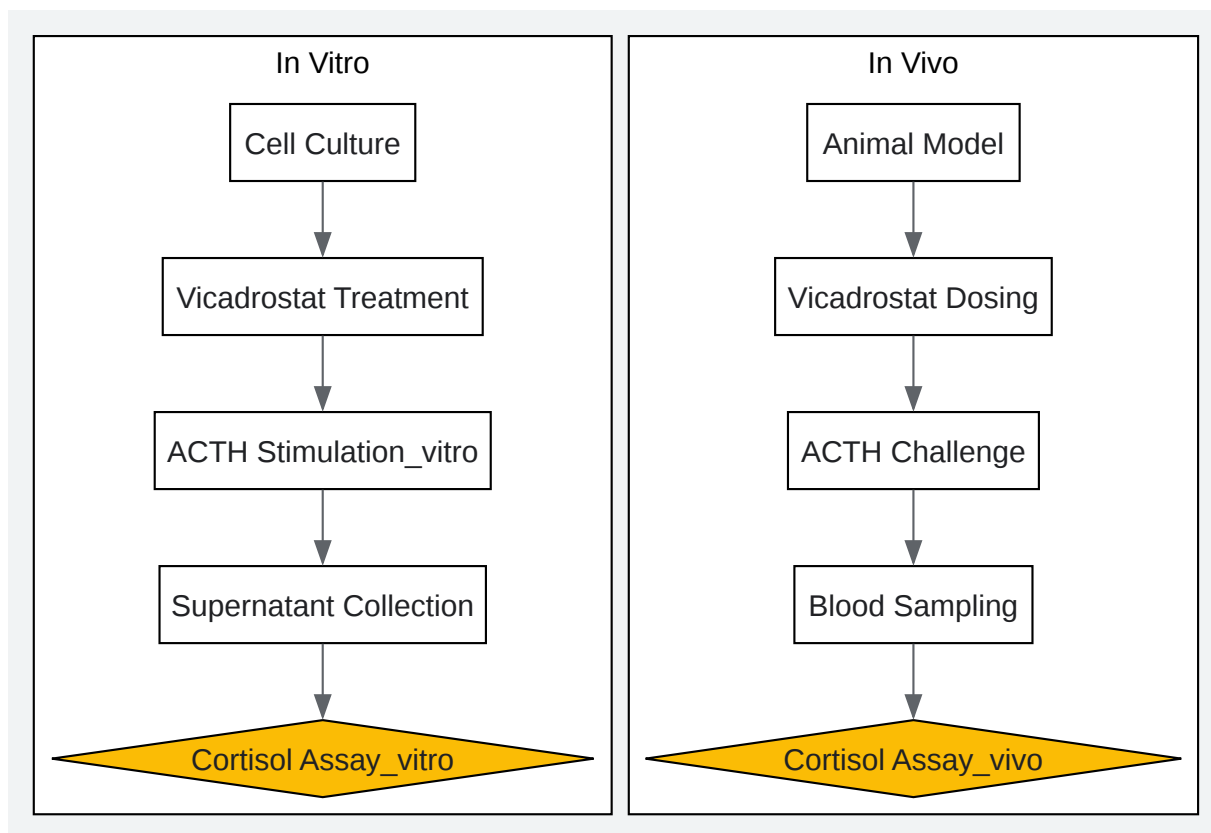 In Vitro
Cell Culture
Vicadrostat Treatment
ACTH Stimulation_vitro
Supernatant Collection
Cortisol Assay_vitro
In Vivo
Animal Model
Vicadrostat Dosing
ACTH Challenge
Blood Sampling
Cortisol Assay_vivo